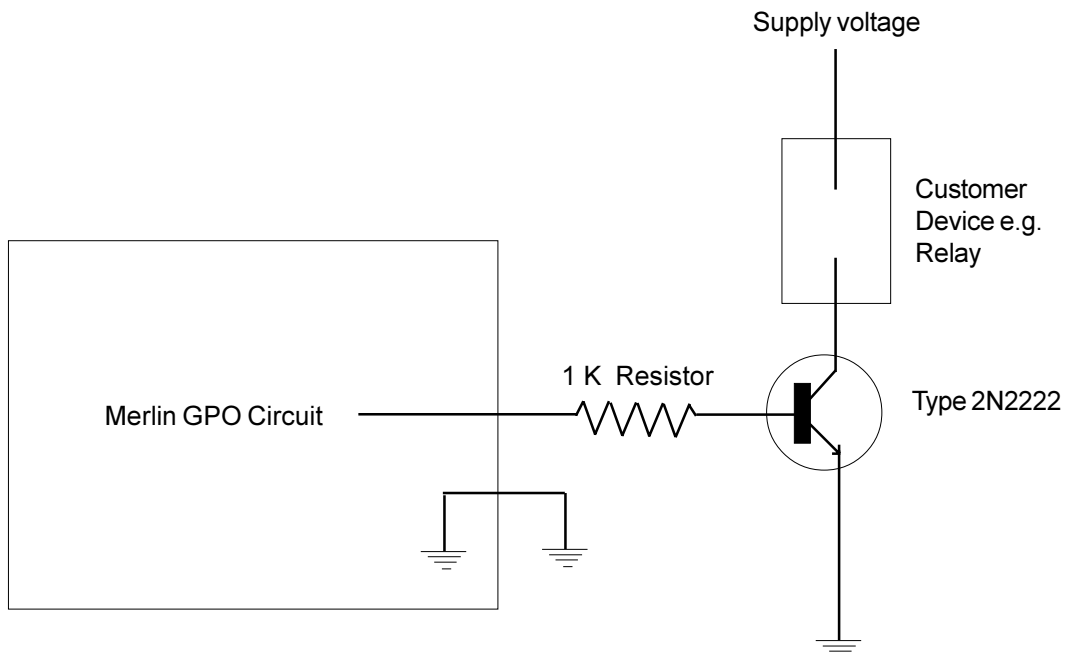 Supply voltage
Customer
Device e.g.
Relay
1 K Resistor
Type 2N2222
Merlin GPO Circuit